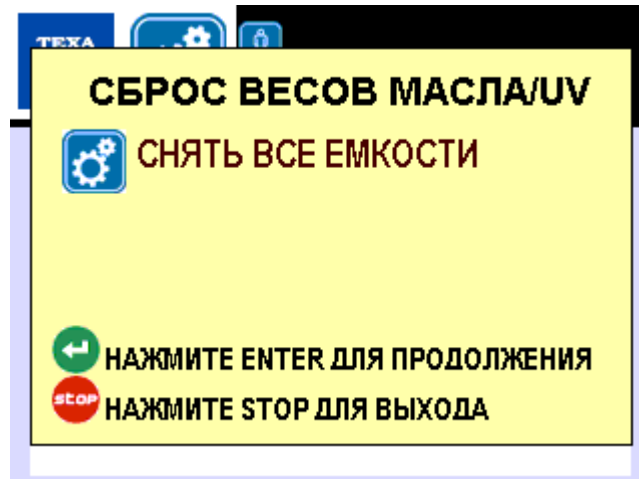 TEXA
СБРОС ВЕСОВ МАСЛА/UV
СНЯТЬ ВСЕ ЕМКОСТИ
НАЖМИТЕ ENTER ДЛЯ ПРОДОЛЖЕНИЯ
stop НАЖМИТЕ STOP ДЛЯ ВЫХОДА